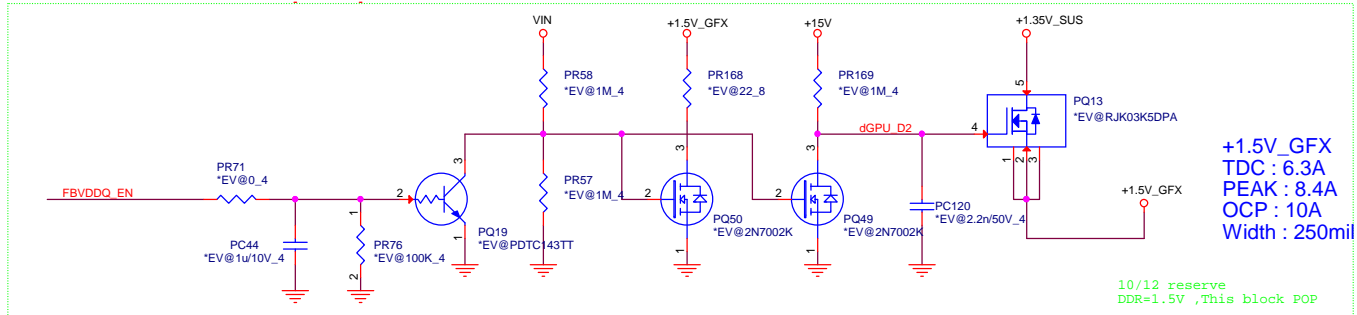 VIN
+1.5V_GFX
+15V
+1.35V_SUS
PR58
*EV@1M_4
PR168
*EV@22_8
PR169
*EV@1M_4
5
PQ13
*EV@RJK03K5DPA
4
dGPU_D2
1
2
3
3
3
3
PR71
*EV@0_4
FBVDDQ_EN
2
PR57
*EV@1M_4
2
2
+1.5V_GFX
1
PC44
*EV@1u/10V_4
PR76
*EV@100K_4
2
1
PQ19
*EV@PDTC143TT
PQ50
*EV@2N7002K
1
PQ49
*EV@2N7002K
1
PC120
*EV@2.2n/50V_4
+1.5V_GFX
TDC : 6.3A
PEAK : 8.4A
OCP : 10A
Width : 250mil
10/12 reserve
DDR=1.5V ,This block POP